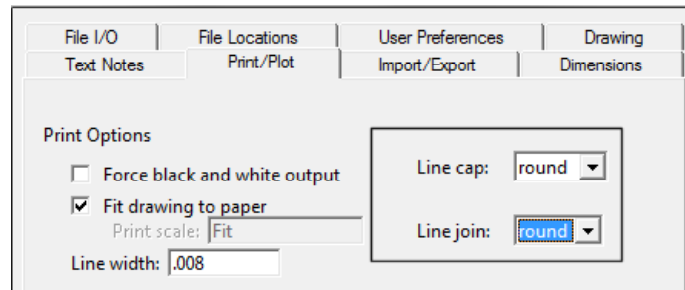 File I/O File Locations User Preferences Drawing
Text Notes Print/Plot Import/Export Dimensions
Print Options
Force black and white output
Fit drawing to paper
Print scale: Fit
Line width: .008
Line cap: round
Line join: round